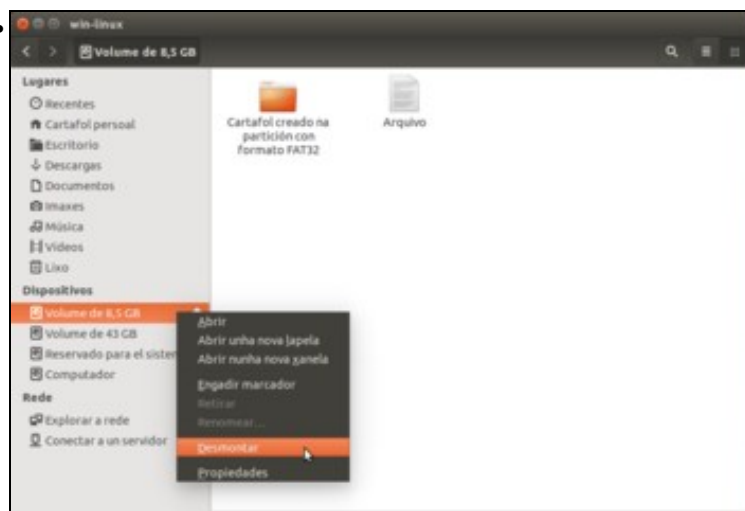 win-linux
Volume de 8,5 GB
Lugares
Recentes
Cartafol persoal
Escritorio
Descargas
Documentos
Imaxes
Música
Vídeos
Lixo
Dispositivos
Volume de 8,5 GB
Volume de 43 GB
Reservado para el sister
Computador
Rede
Explorar a rede
Conectar a un servidor
Cartafol creado na
partición con
formato FAT32
Arquivo
Abrir
Abrir unha nova lapela
Abrir nunha nova xanela
Engadir marcador
Retirar
Renomear...
Desmontar
Propiedades